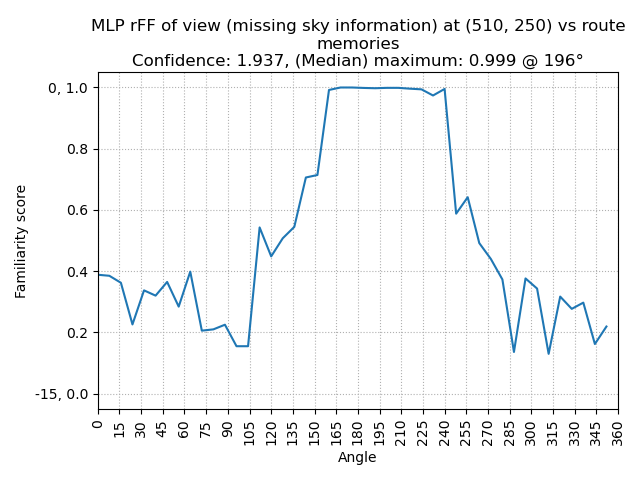 MLP rFF of view (missing sky information) at (510, 250) vs route
memories
Confidence: 1.937, (Median) maximum: 0.999 @ 196°
0, 1.0
0.8
0.6
0.4
0.2
-15, 0.0
Familiarity score
0 15 30 45 60 75 90 105 120 135 150 165 180 195 210 225 240 255 270 285 300 315 330 345 360
Angle